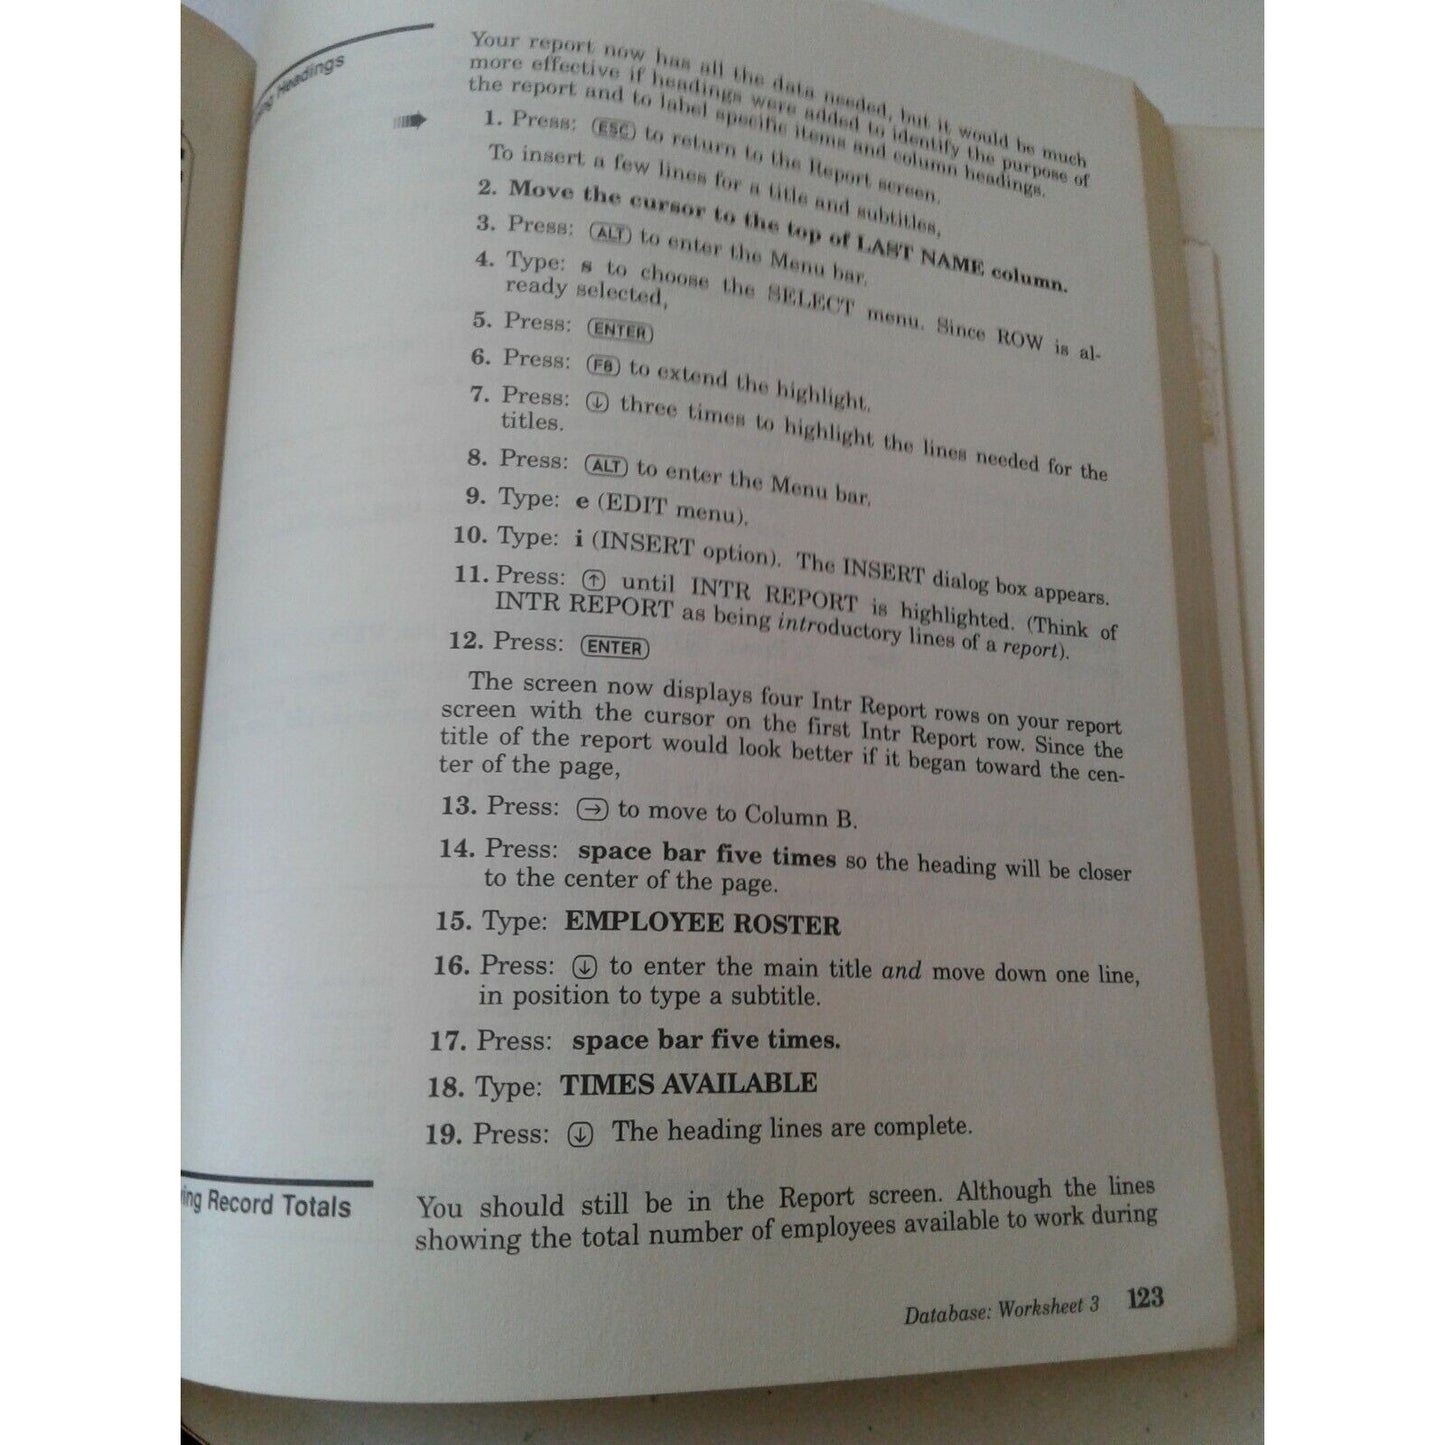 Headings
Your report now has all the data needed, but it would be much
more effective if headings were added to identify the purpose of
the report and to label specific items and column headings.
1. Press: (ESC) to return to the Report screen.
To insert a few lines for a title and subtitles,
2. Move the cursor to the top of LAST NAME column.
3. Press: (ALT) to enter the Menu bar.
4. Type: s to choose the SELECT menu. Since ROW is al-
ready selected,
5. Press: (ENTER)
6. Press: (F8) to extend the highlight.
7. Press: (↓) three times to highlight the lines needed for the
titles.
8. Press: (ALT) to enter the Menu bar.
9. Type: e (EDIT menu).
10. Type: i (INSERT option). The INSERT dialog box appears.
11. Press: (↑) until INTR REPORT is highlighted. (Think of
INTR REPORT as being introductory lines of a report).
12. Press: (ENTER)
The screen now displays four Intr Report rows on your report
screen with the cursor on the first Intr Report row. Since the
title of the report would look better if it began toward the cen-
ter of the page,
13. Press: (→) to move to Column B.
14. Press: space bar five times so the heading will be closer
to the center of the page.
15. Type: EMPLOYEE ROSTER
16. Press: (↓) to enter the main title and move down one line,
in position to type a subtitle.
17. Press: space bar five times.
18. Type: TIMES AVAILABLE
19. Press: (↓) The heading lines are complete.
ing Record Totals
You should still be in the Report screen. Although the lines
showing the total number of employees available to work during
Database: Worksheet 3 123